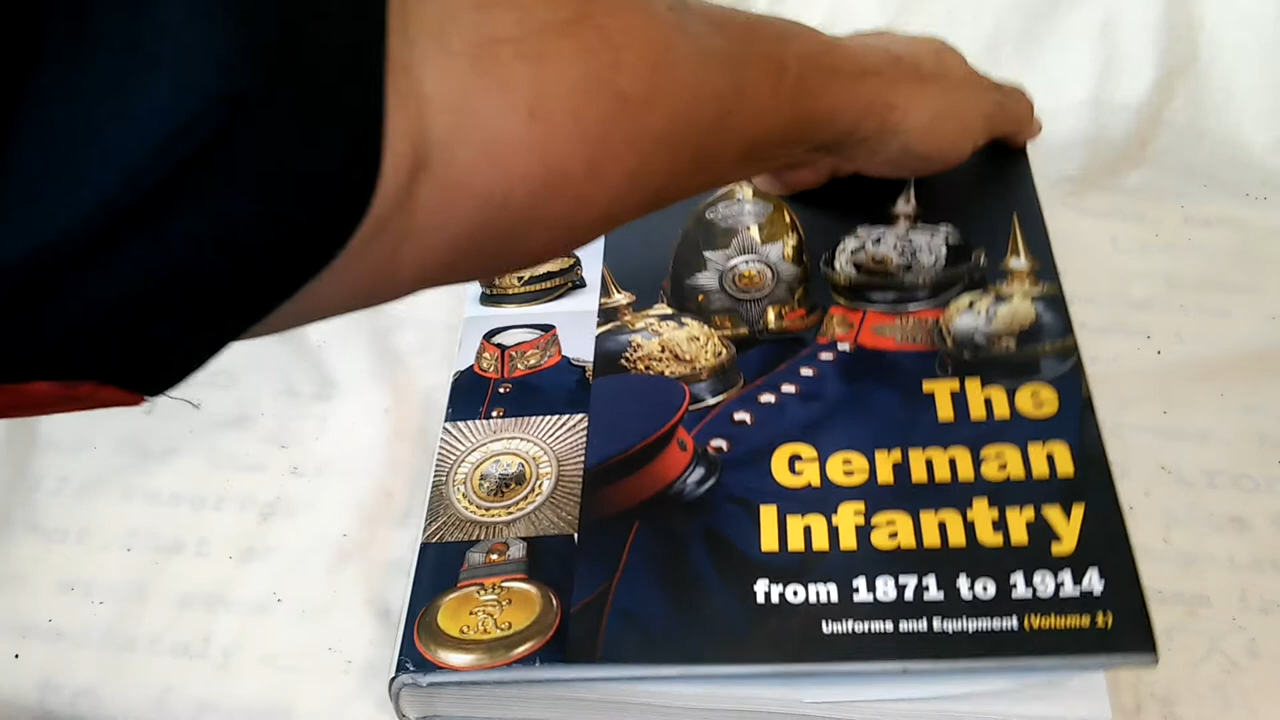 The
German
Infantry
from 1871 to 1914
Uniforms and Equipment (Volume 1)